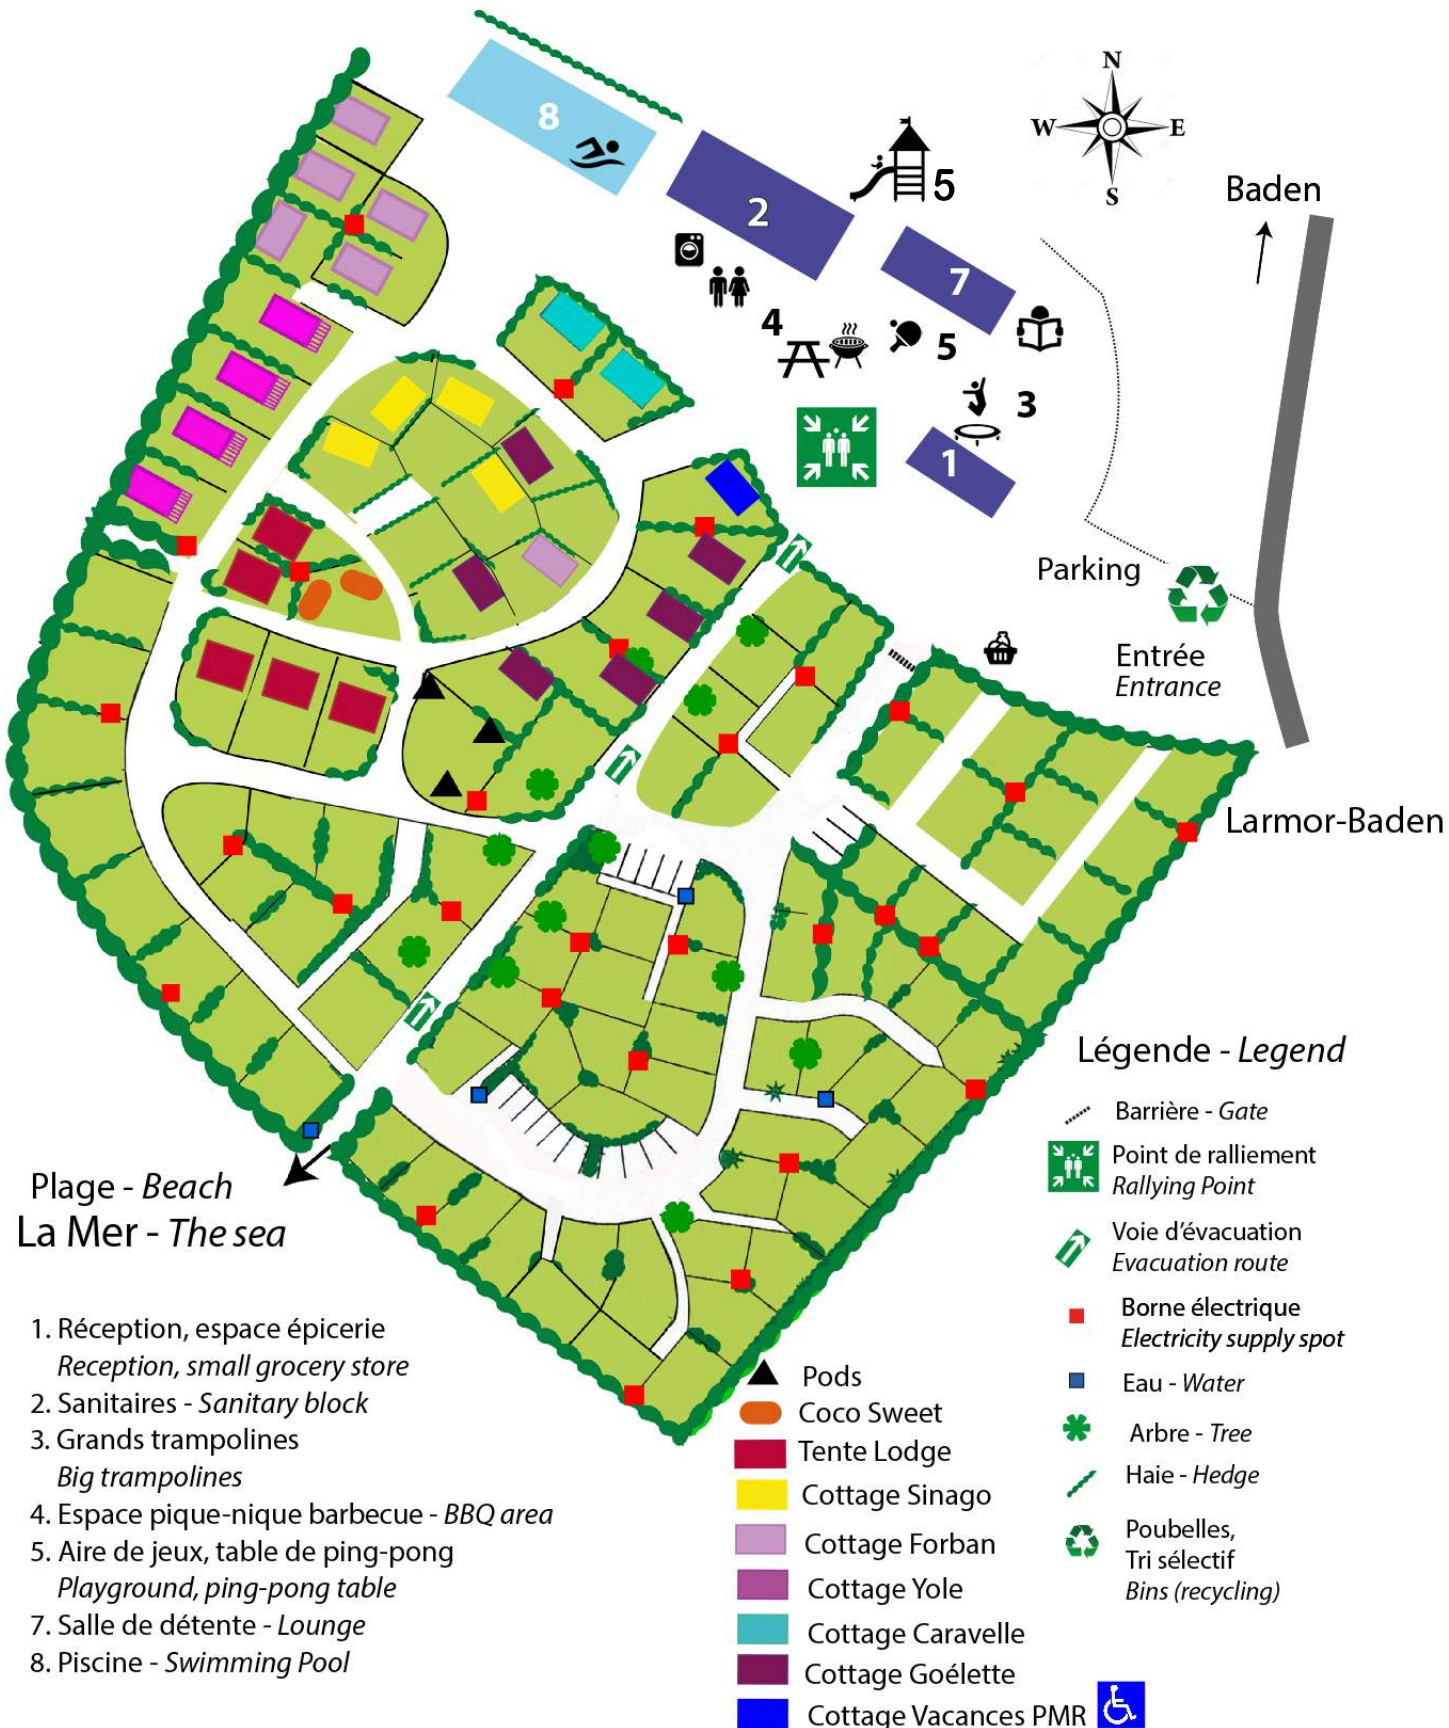 N
W E
S
8
2
5
7
4
5
3
1
Baden
Parking
Entrée
Entrance
Larmor-Baden
Plage - Beach
La Mer - The sea
1. Réception, espace épicerie
Reception, small grocery store
2. Sanitaires - Sanitary block
3. Grands trampolines
Big trampolines
4. Espace pique-nique barbecue - BBQ area
5. Aire de jeux, table de ping-pong
Playground, ping-pong table
7. Salle de détente - Lounge
8. Piscine - Swimming Pool
Pods
Coco Sweet
Tente Lodge
Cottage Sinago
Cottage Forban
Cottage Yole
Cottage Caravelle
Cottage Goélette
Cottage Vacances PMR
Légende - Legend
Barrière - Gate
Point de ralliement
Rallying Point
Voie d'évacuation
Evacuation route
Borne électrique
Electricity supply spot
Eau - Water
Arbre - Tree
Haie - Hedge
Poubelles,
Tri sélectif
Bins (recycling)